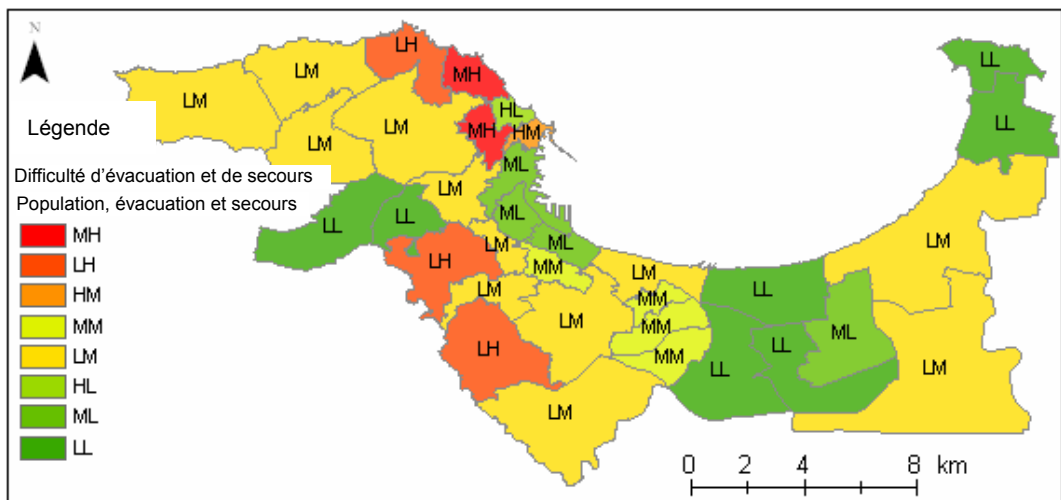 N
Légende
Difficulté d'évacuation et de secours
Population, évacuation et secours
MH
LH
HM
MM
LM
HL
ML
LL
LH
LM
MH
LL
LM
HL
LM
MH
HM
LL
LM
ML
LM
LL
LL
ML
LM
ML
LM
LH
MM
LM
LM
LL
MM
LM
MM
ML
LH
LL
MM
LL
LM
LM
0 2 4 8 km